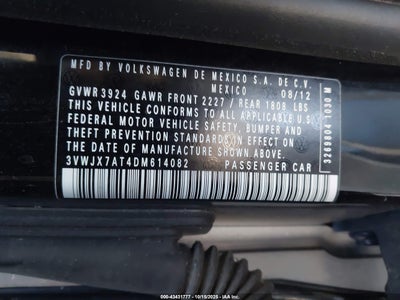 MFD BY VOLKSWAGEN DE MEXICO S.A. DE C.V.
MEXICO 08/12
GVWR 3924 GAWR FRONT 2227 / REAR 1808 LBS
THIS VEHICLE CONFORMS TO ALL APPLICABLE U.S.
FEDERAL MOTOR VEHICLE SAFETY, BUMPER AND
THEFT PREVENTION STANDARDS IN EFFECT ON
THE DATE OF MANUFACTURE SHOWN ABOVE
3VWJX7AT4DM614082 PASSENGER CAR
3269804 1030 M
000-43431777 - 10/15/2025 - IAA Inc.